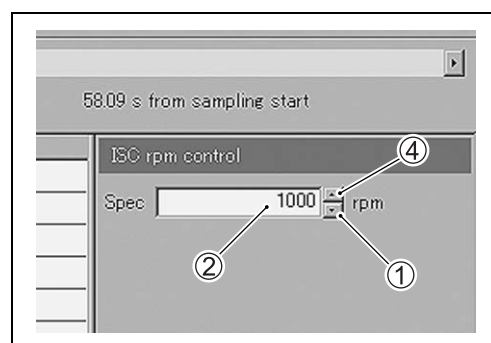 58.09 s from sampling start
ISC rpm control
④
Spec 1000 rpm
②
①